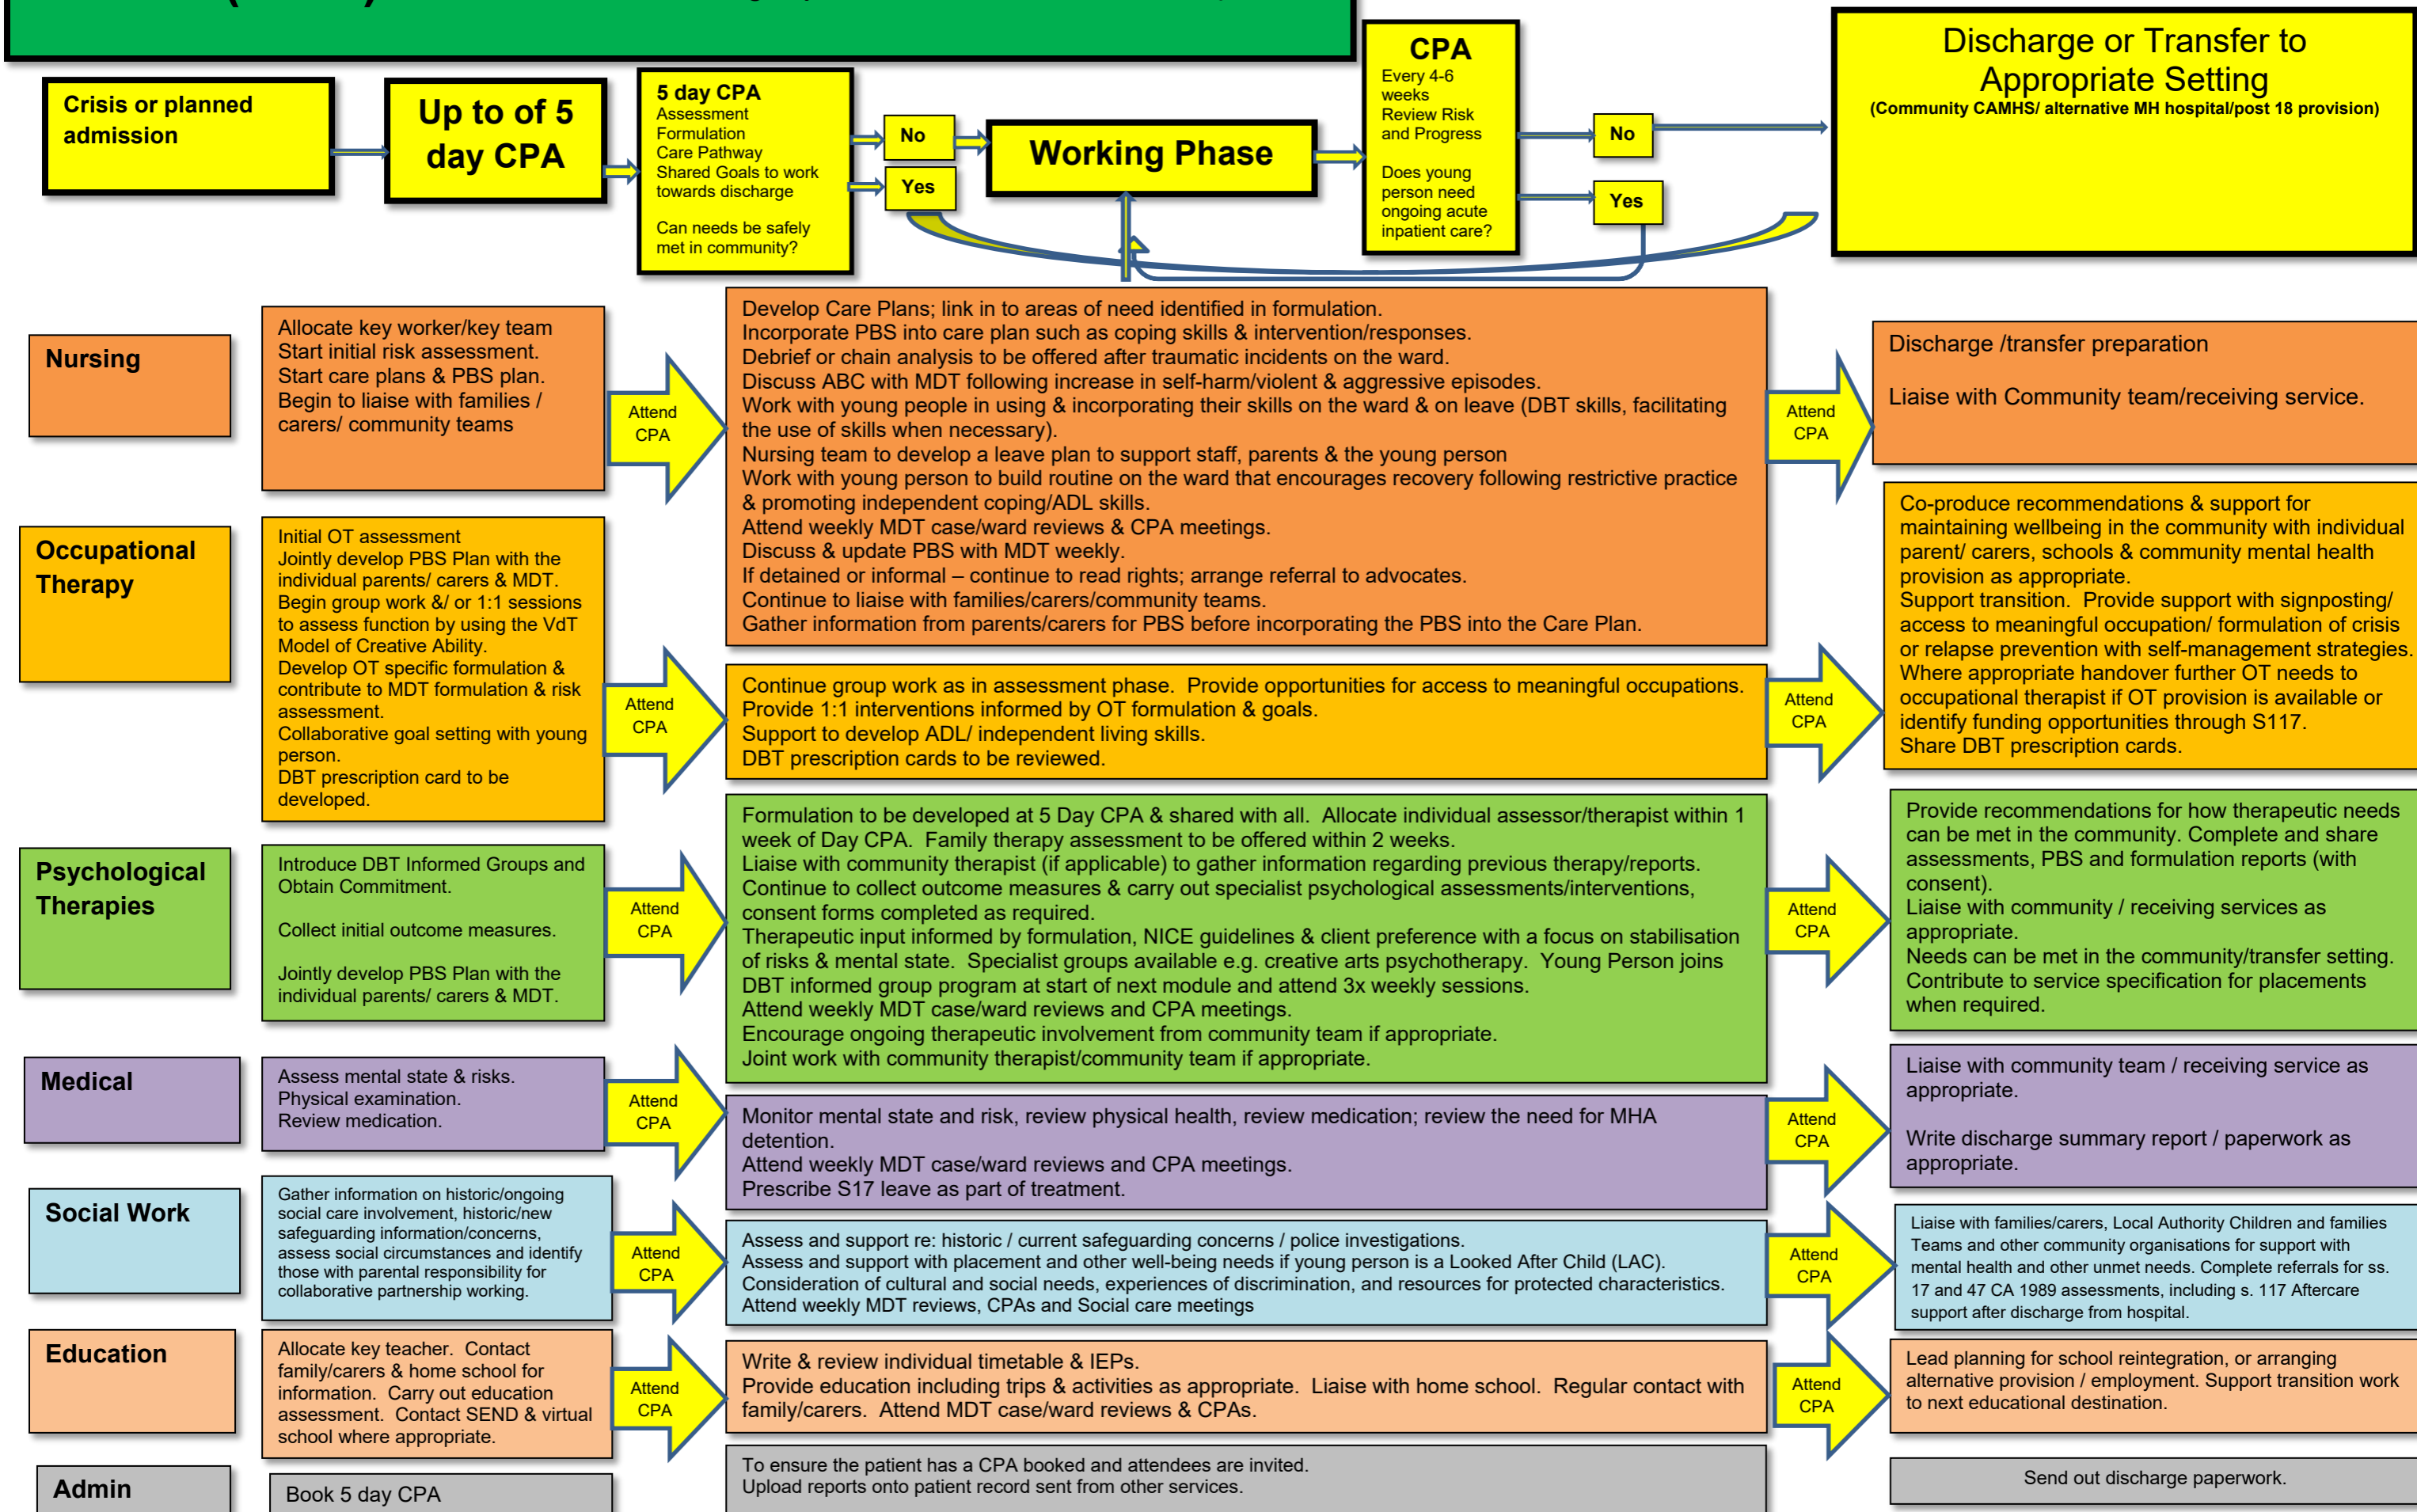 Crisis or planned
admission
Up to of 5
day CPA
5 day CPA
Assessment
Formulation
Care Pathway
Shared Goals to work
towards discharge
Can needs be safely
met in community?
No
Yes
Working Phase
CPA
Every 4-6
weeks
Review Risk
and Progress
Does young
person need
ongoing acute
inpatient care?
No
Yes
Discharge or Transfer to
Appropriate Setting
(Community CAMHS/ alternative MH hospital/post 18 provision)
Nursing
Allocate key worker/key team
Start initial risk assessment.
Start care plans & PBS plan.
Begin to liaise with families /
carers/ community teams
Attend
CPA
Develop Care Plans; link in to areas of need identified in formulation.
Incorporate PBS into care plan such as coping skills & intervention/responses.
Debrief or chain analysis to be offered after traumatic incidents on the ward.
Discuss ABC with MDT following increase in self-harm/violent & aggressive episodes.
Work with young people in using & incorporating their skills on the ward & on leave (DBT skills, facilitating
the use of skills when necessary).
Nursing team to develop a leave plan to support staff, parents & the young person
Work with young person to build routine on the ward that encourages recovery following restrictive practice
& promoting independent coping/ADL skills.
Attend weekly MDT case/ward reviews & CPA meetings.
Discuss & update PBS with MDT weekly.
If detained or informal – continue to read rights; arrange referral to advocates.
Continue to liaise with families/carers/community teams.
Gather information from parents/carers for PBS before incorporating the PBS into the Care Plan.
Attend
CPA
Discharge /transfer preparation
Liaise with Community team/receiving service.
Occupational
Therapy
Initial OT assessment
Jointly develop PBS Plan with the
individual parents/ carers & MDT.
Begin group work &/ or 1:1 sessions
to assess function by using the VdT
Model of Creative Ability.
Develop OT specific formulation &
contribute to MDT formulation & risk
assessment.
Collaborative goal setting with young
person.
DBT prescription card to be
developed.
Attend
CPA
Continue group work as in assessment phase.  Provide opportunities for access to meaningful occupations.
Provide 1:1 interventions informed by OT formulation & goals.
Support to develop ADL/ independent living skills.
DBT prescription cards to be reviewed.
Attend
CPA
Co-produce recommendations & support for
maintaining wellbeing in the community with individual
parent/ carers, schools & community mental health
provision as appropriate.
Support transition.  Provide support with signposting/
access to meaningful occupation/ formulation of crisis
or relapse prevention with self-management strategies.
Where appropriate handover further OT needs to
occupational therapist if OT provision is available or
identify funding opportunities through S117.
Share DBT prescription cards.
Psychological
Therapies
Introduce DBT Informed Groups and
Obtain Commitment.
Collect initial outcome measures.
Jointly develop PBS Plan with the
individual parents/ carers & MDT.
Attend
CPA
Formulation to be developed at 5 Day CPA & shared with all.  Allocate individual assessor/therapist within 1
week of Day CPA.  Family therapy assessment to be offered within 2 weeks.
Liaise with community therapist (if applicable) to gather information regarding previous therapy/reports.
Continue to collect outcome measures & carry out specialist psychological assessments/interventions,
consent forms completed as required.
Therapeutic input informed by formulation, NICE guidelines & client preference with a focus on stabilisation
of risks & mental state.  Specialist groups available e.g. creative arts psychotherapy.  Young Person joins
DBT informed group program at start of next module and attend 3x weekly sessions.
Attend weekly MDT case/ward reviews and CPA meetings.
Encourage ongoing therapeutic involvement from community team if appropriate.
Joint work with community therapist/community team if appropriate.
Attend
CPA
Provide recommendations for how therapeutic needs
can be met in the community. Complete and share
assessments, PBS and formulation reports (with
consent).
Liaise with community / receiving services as
appropriate.
Needs can be met in the community/transfer setting.
Contribute to service specification for placements
when required.
Medical
Assess mental state & risks.
Physical examination.
Review medication.
Attend
CPA
Monitor mental state and risk, review physical health, review medication; review the need for MHA
detention.
Attend weekly MDT case/ward reviews and CPA meetings.
Prescribe S17 leave as part of treatment.
Attend
CPA
Liaise with community team / receiving service as
appropriate.
Write discharge summary report / paperwork as
appropriate.
Social Work
Gather information on historic/ongoing
social care involvement, historic/new
safeguarding information/concerns,
assess social circumstances and identify
those with parental responsibility for
collaborative partnership working.
Attend
CPA
Assess and support re: historic / current safeguarding concerns / police investigations.
Assess and support with placement and other well-being needs if young person is a Looked After Child (LAC).
Consideration of cultural and social needs, experiences of discrimination, and resources for protected characteristics.
Attend weekly MDT reviews, CPAs and Social care meetings
Attend
CPA
Liaise with families/carers, Local Authority Children and families
Teams and other community organisations for support with
mental health and other unmet needs. Complete referrals for ss.
17 and 47 CA 1989 assessments, including s. 117 Aftercare
support after discharge from hospital.
Education
Allocate key teacher.  Contact
family/carers & home school for
information.  Carry out education
assessment.  Contact SEND & virtual
school where appropriate.
Attend
CPA
Write & review individual timetable & IEPs.
Provide education including trips & activities as appropriate.  Liaise with home school.  Regular contact with
family/carers.  Attend MDT case/ward reviews & CPAs.
Attend
CPA
Lead planning for school reintegration, or arranging
alternative provision / employment. Support transition work
to next educational destination.
Admin
Book 5 day CPA
To ensure the patient has a CPA booked and attendees are invited.
Upload reports onto patient record sent from other services.
Send out discharge paperwork.